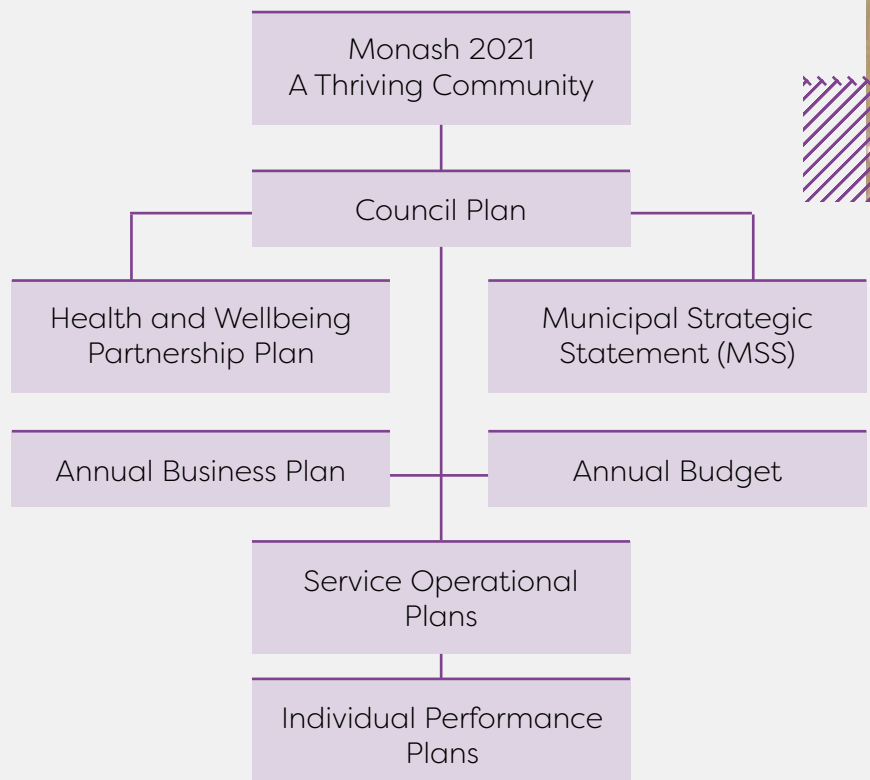 Monash 2021
A Thriving Community
Council Plan
Health and Wellbeing
Partnership Plan
Municipal Strategic
Statement (MSS)
Annual Business Plan
Annual Budget
Service Operational
Plans
Individual Performance
Plans